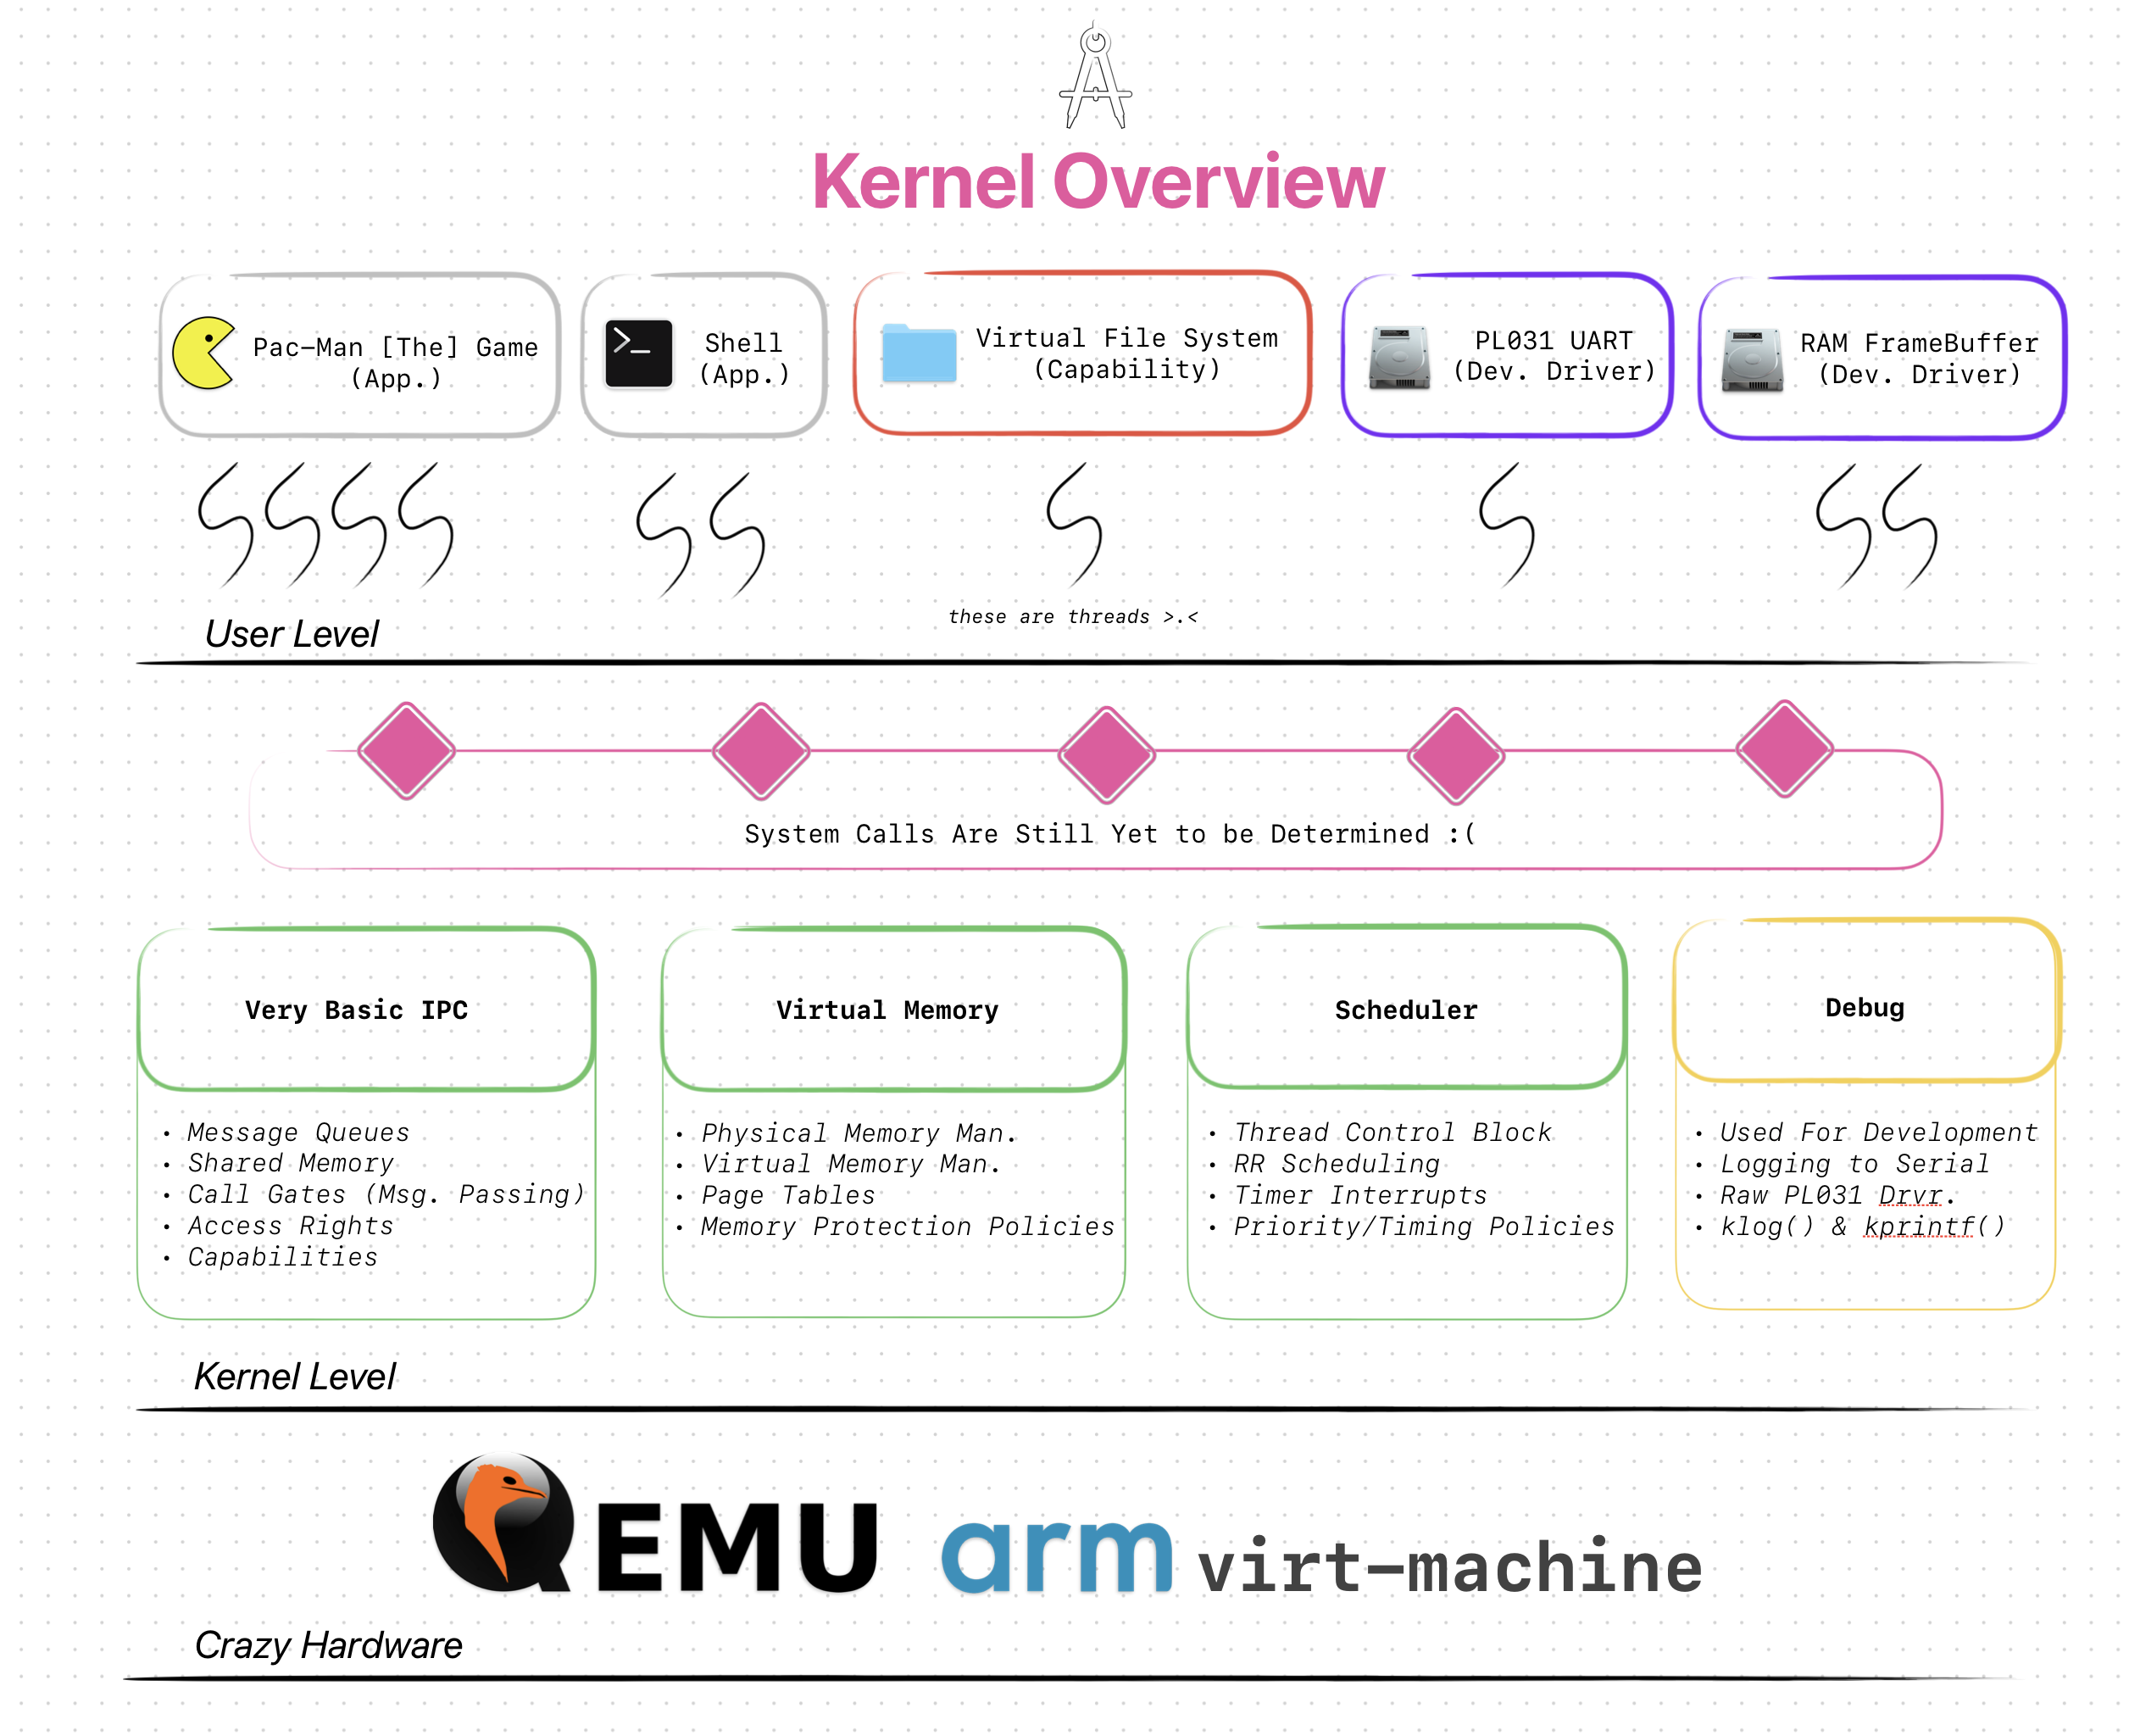 Kernel Overview
Pac-Man [The] Game
(App.)
Shell
(App.)
Virtual File System
(Capability)
PL031 UART
(Dev. Driver)
RAM FrameBuffer
(Dev. Driver)
these are threads >.<
User Level
System Calls Are Still Yet to be Determined :(
Very Basic IPC
• Message Queues
• Shared Memory
• Call Gates (Msg. Passing)
• Access Rights
• Capabilities
Virtual Memory
• Physical Memory Man.
• Virtual Memory Man.
• Page Tables
• Memory Protection Policies
Scheduler
• Thread Control Block
• RR Scheduling
• Timer Interrupts
• Priority/Timing Policies
Debug
• Used For Development
• Logging to Serial
• Raw PL031 Drvr.
• klog() & kprintf()
Kernel Level
QEMU arm virt-machine
Crazy Hardware